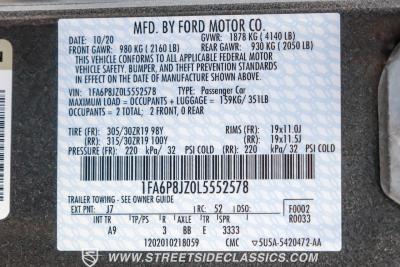 MFD. BY FORD MOTOR CO.
DATE: 10/20 GVWR: 1878 KG ( 4140 LB)
FRONT GAWR: 980 KG ( 2160 LB) REAR GAWR: 930 KG ( 2050 LB)
THIS VEHICLE CONFORMS TO ALL APPLICABLE FEDERAL MOTOR
VEHICLE SAFETY, BUMPER, AND THEFT PREVENTION STANDARDS
IN EFFECT ON THE DATE OF MANUFACTURE SHOWN ABOVE.
VIN: 1FA6P8JZ0L5552578 TYPE: Passenger Car
MAXIMUM LOAD = OCCUPANTS + LUGGAGE = 159KG/ 351LB
OCCUPANTS: 2 TOTAL: 2 FRONT, 0 REAR
TIRE (FR): 305/30ZR19 98Y RIMS (FR): 19x11.0J
TIRE (RR): 315/30ZR19 100Y RIMS (RR): 19x11.5J
PRESSURE (FR): 220 kPa/ 32 PSI COLD (RR): 220 kPa/ 32 PSI COLD
1FA6P8JZ0L5552578
TRAILER TOWING - SEE OWNER GUIDE
EXT PNT: J7 RC: 52 DSO: F0002
R0033
INT TR TP/PS R AXLE TR SPR
A9 3 BB E 3333
1202010218059 CMC 5U5A-5420472-AA
WWW.STREETSIDECLASSICS.COM